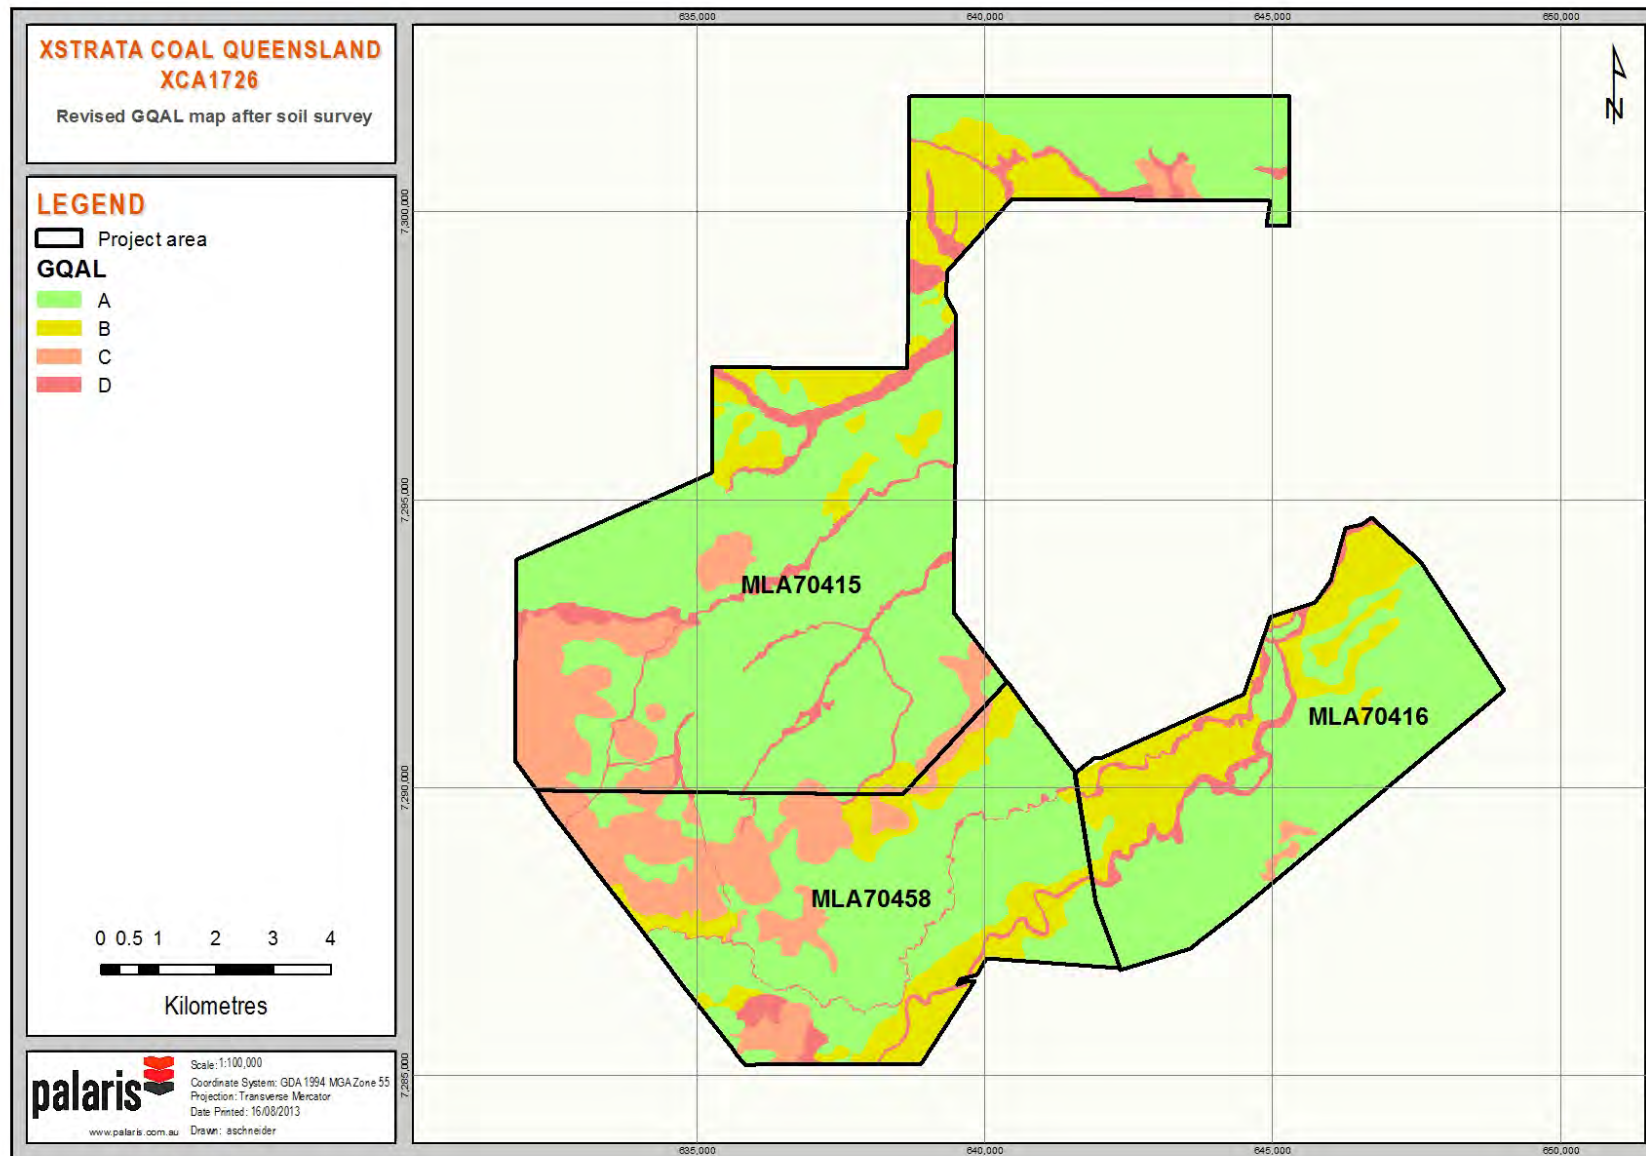 XSTRATA COAL QUEENSLAND
XCA1726
Revised GQAL map after soil survey
LEGEND
Project area
GQAL
A
B
C
D
0 0.5 1 2 3 4
Kilometres
palaris
www.palaris.com.au
Scale: 1:100,000
Coordinate System: GDA 1994 MGA Zone 55
Projection: Transverse Mercator
Date Printed: 16/08/2013
Drawn: aschneider
635,000 640,000 645,000 650,000
N
7,300,000
7,295,000
7,290,000
7,285,000
MLA70415
MLA70416
MLA70458
635,000 640,000 645,000 650,000